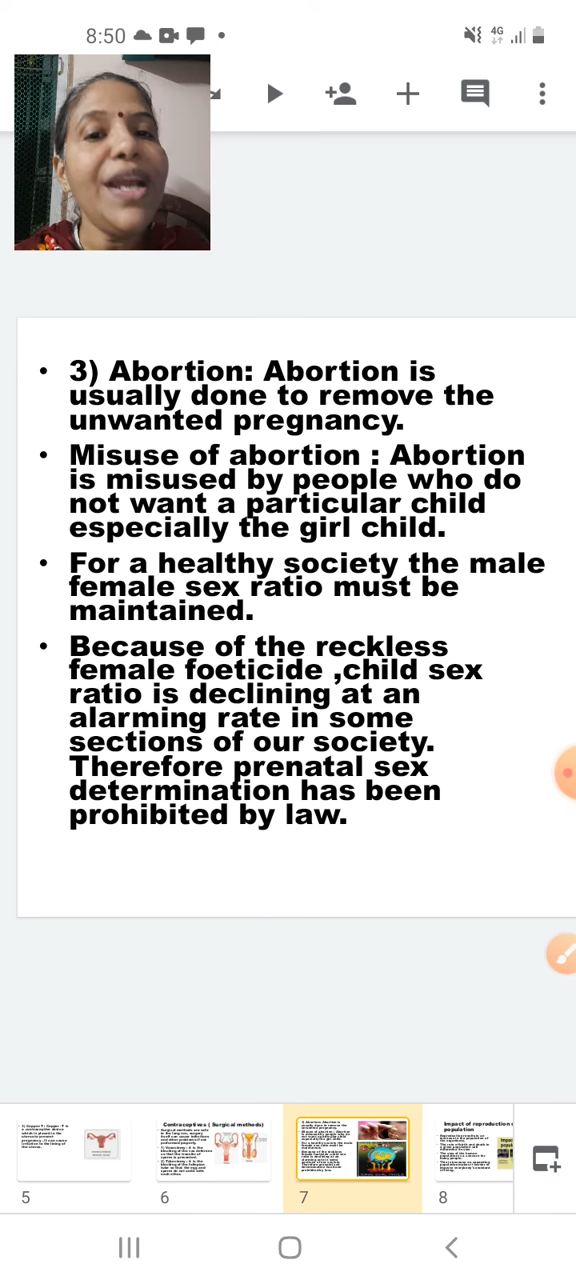 8:50
4G
• 3) Abortion: Abortion is
usually done to remove the
unwanted pregnancy.
• Misuse of abortion : Abortion
is misused by people who do
not want a particular child
especially the girl child.
• For a healthy society the male
female sex ratio must be
maintained.
• Because of the reckless
female foeticide ,child sex
ratio is declining at an
alarming rate in some
sections of our society.
Therefore prenatal sex
determination has been
prohibited by law.
Contraceptives ( Surgical methods)
Impact of reproduction
population
5
6
7
8